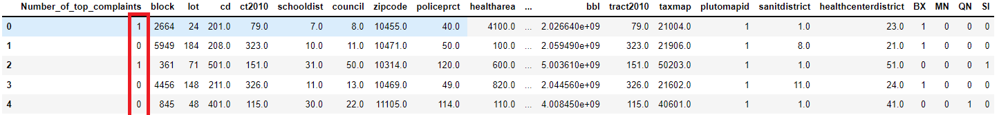 Number_of_top_complaints block lot cd ct2010 schooldist council zipcode policeprct healtharea ... bbl tract2010 taxmap plutomapid sanitdistrict healthcenterdistrict BX MN QN SI
0 1 2664 24 201.0 79.0 7.0 8.0 10455.0 40.0 4100.0 ... 2.026640e+09 79.0 21004.0 1 1.0 23.0 1 0 0 0
1 0 5949 184 208.0 323.0 10.0 11.0 10471.0 50.0 100.0 ... 2.059490e+09 323.0 21906.0 1 8.0 21.0 1 0 0 0
2 1 361 71 501.0 151.0 31.0 50.0 10314.0 120.0 600.0 ... 5.003610e+09 151.0 50203.0 1 1.0 51.0 0 0 0 1
3 0 4456 148 211.0 326.0 11.0 13.0 10469.0 49.0 820.0 ... 2.044560e+09 326.0 21602.0 1 11.0 24.0 1 0 0 0
4 0 845 48 401.0 115.0 30.0 22.0 11105.0 114.0 110.0 ... 4.008450e+09 115.0 40601.0 1 1.0 41.0 0 0 1 0